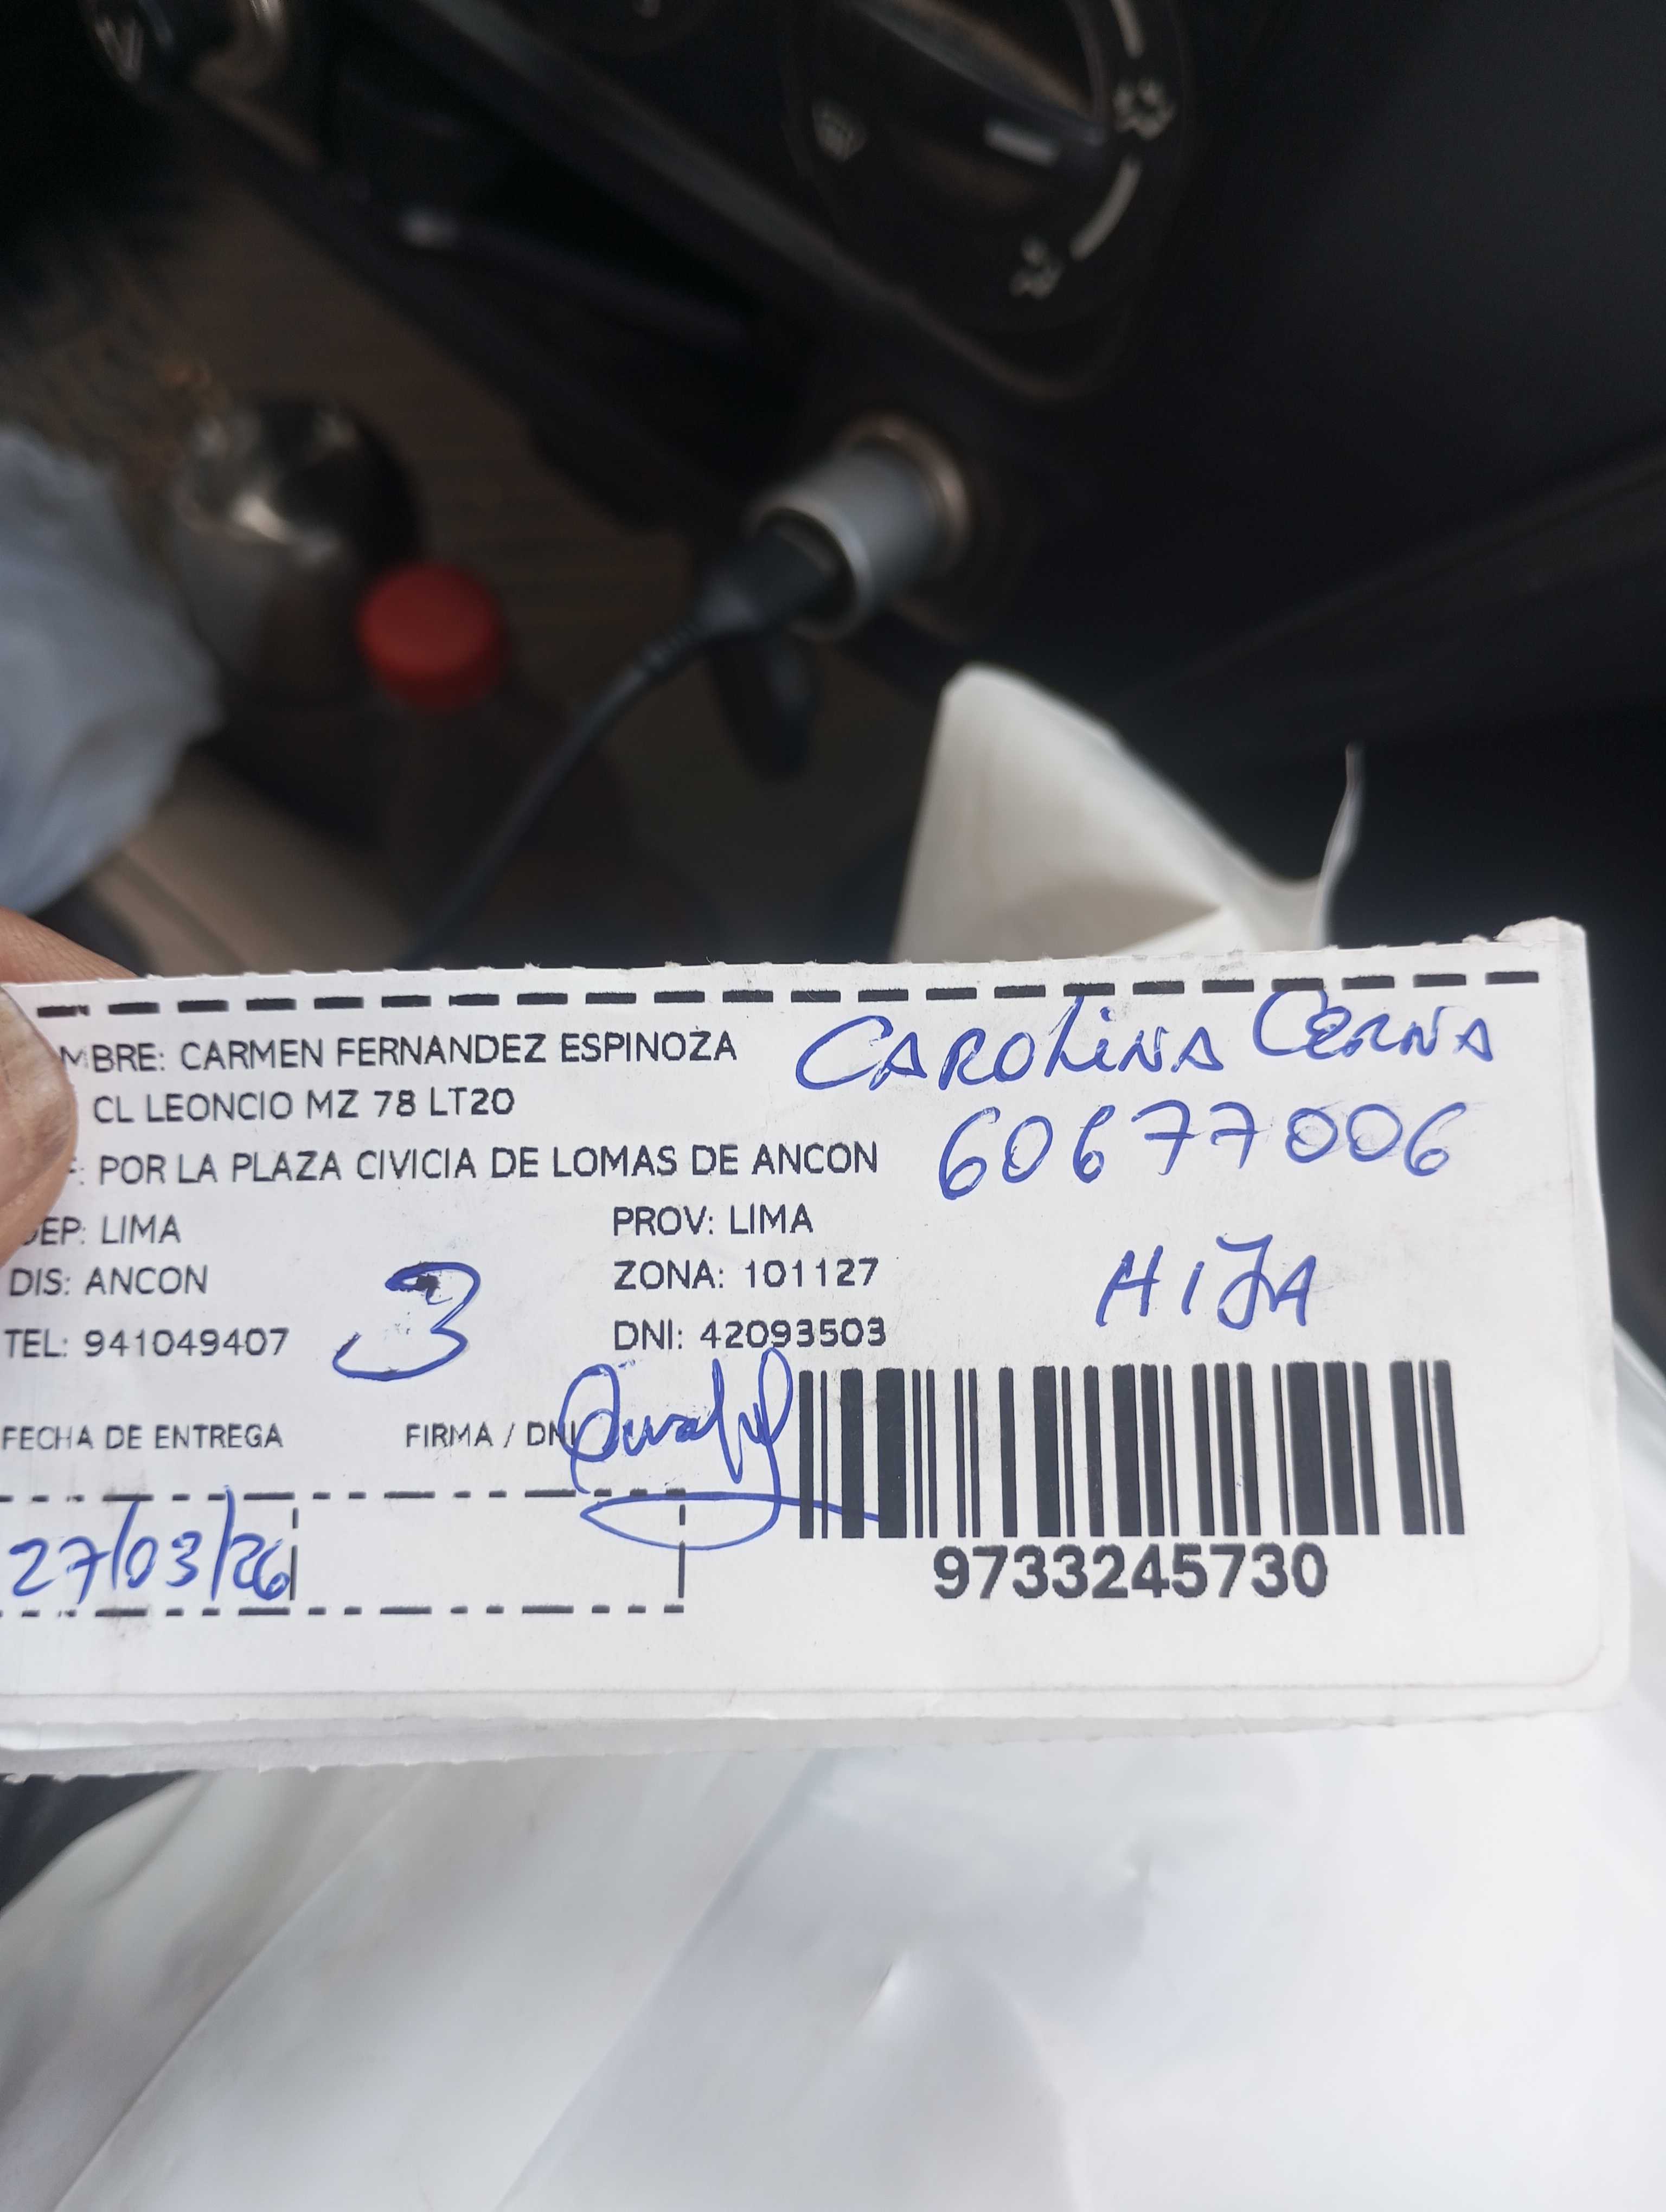 MBRE: CARMEN FERNANDEZ ESPINOZA
CAROLINA CERNA
CL LEONCIO MZ 78 LT20
60677006
F: POR LA PLAZA CIVICIA DE LOMAS DE ANCON
DEP: LIMA
PROV: LIMA
DIS: ANCON
ZONA: 101127
HIJA
TEL: 941049407
3
DNI: 42093503
FECHA DE ENTREGA
FIRMA / DNI
27/03/26
9733245730